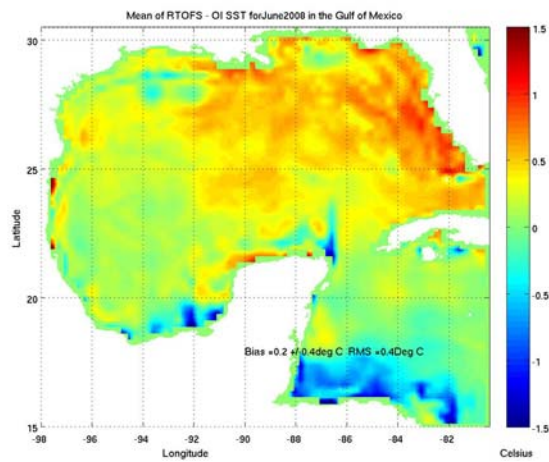 Mean of RTOFS - OI SST forJune2008 in the Gulf of Mexico
30
25
20
15
Latitude
Bias =0.2 +/-0.4deg C RMS =0.4Deg C
-98 -96 -94 -92 -90 -88 -86 -84 -82
Longitude
1.5
1
0.5
0
-0.5
-1
-1.5
Celsius